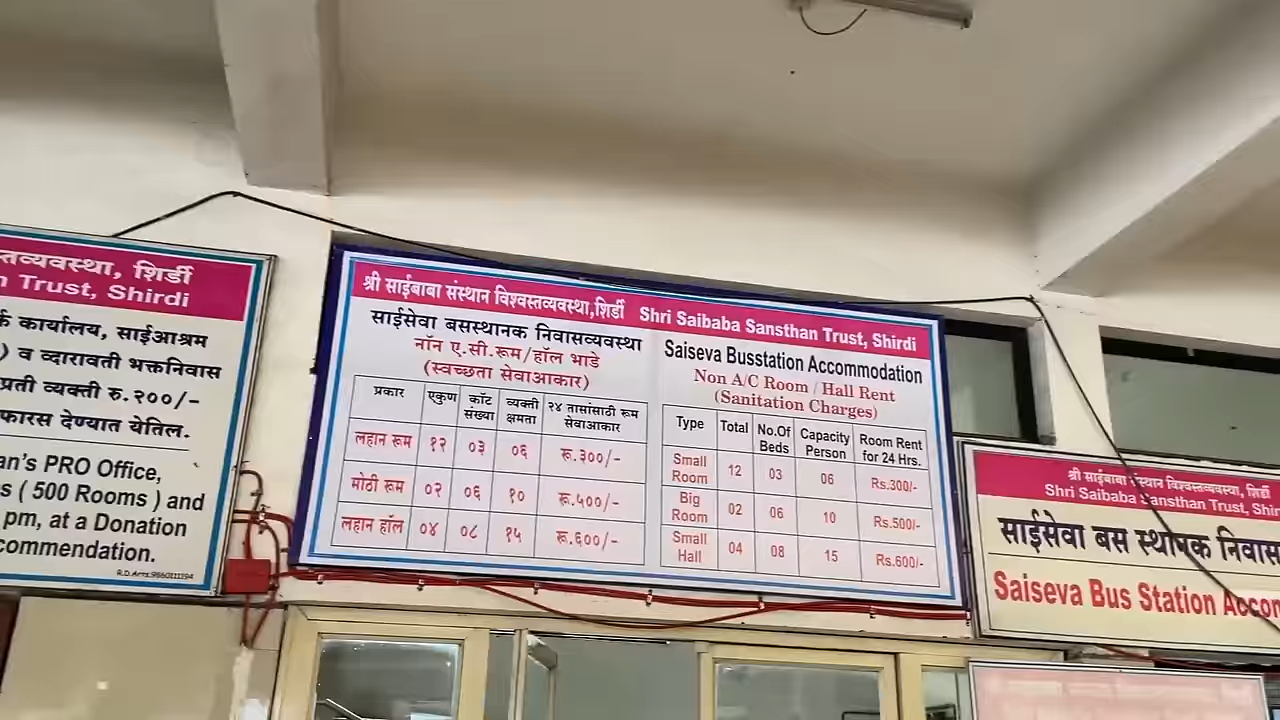 स्तव्यवस्था, शिर्डी
Trust, Shirdi
कार्यालय, साईआश्रम
) व व्दारावती भक्तनिवास
प्रती व्यक्ती रु.२००/-
देण्यात येतिल.
an's PRO Office,
s ( 500 Rooms ) and
pm, at a Donation
commendation.
R.D.Arts.9860111194
श्री साईबाबा संस्थान विश्वस्तव्यवस्था,शिर्डी Shri Saibaba Sansthan Trust, Shirdi
साईसेवा बसस्थानक निवासव्यवस्था
नॉन ए.सी.रूम/हॉल भाडे
(स्वच्छता सेवाआकार)
प्रकार एकुण कॉट संख्या व्यक्ती क्षमता २४ तासांसाठी रूम सेवाआकार
लहान रूम १२ ०३ ०६ रू.३००/-
मोठी रूम ०२ ०६ १० रू.५००/-
लहान हॉल ०४ ०८ १५ रू.६००/-
Saiseva Busstation Accommodation
Non A/C Room / Hall Rent
(Sanitation Charges)
Type Total No.Of Beds Capacity Person Room Rent for 24 Hrs.
Small Room 12 03 06 Rs.300/-
Big Room 02 06 10 Rs.500/-
Small Hall 04 08 15 Rs.600/-
श्री साईबाबा संस्थान विश्वस्तव्यवस्था, शिर्डी
Shri Saibaba Sansthan Trust, Shir
साईसेवा बस स्थानक निवास
Saiseva Bus Station Accom